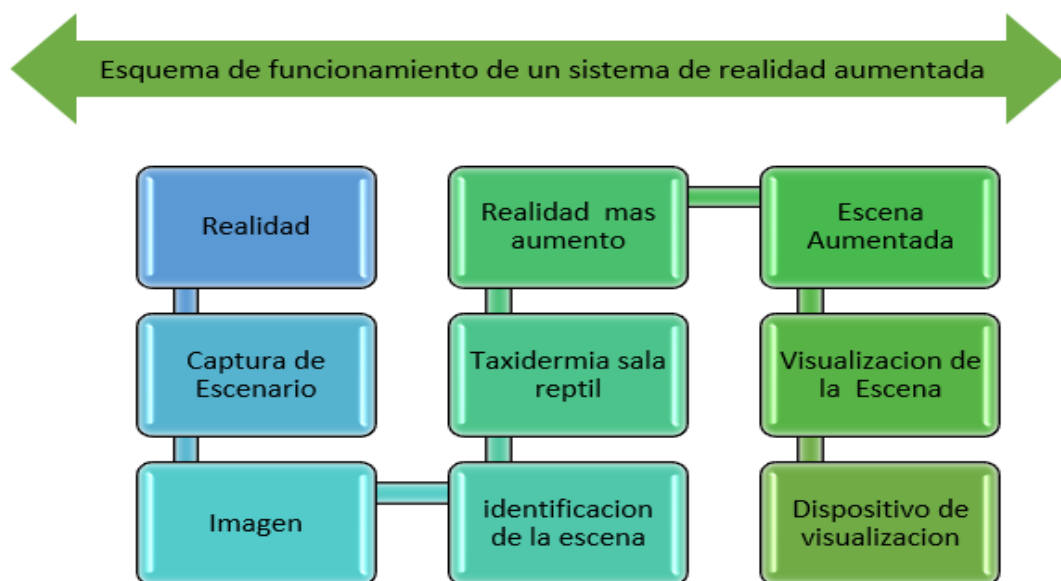 Esquema de funcionamiento de un sistema de realidad aumentada
Realidad
Captura de
Escenario
Imagen
identificacion
de la escena
Taxidermia sala
reptil
Realidad mas
aumento
Escena
Aumentada
Visualizacion de
la Escena
Dispositivo de
visualizacion